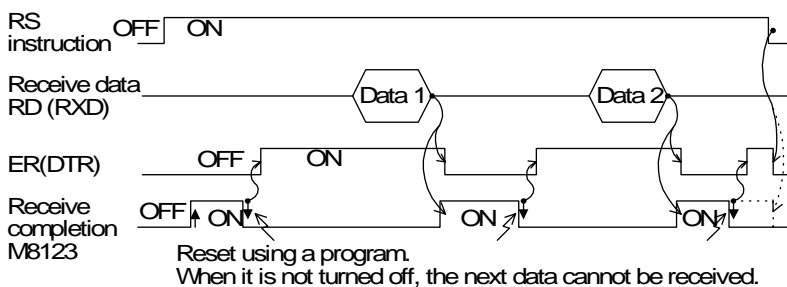 RS
instruction
OFF ON
Receive data
RD (RXD)
Data 1
Data 2
ER(DTR)
OFF
ON
Receive
completion
M8123
OFF
ON
ON
ON
Reset using a program.
When it is not turned off, the next data cannot be received.